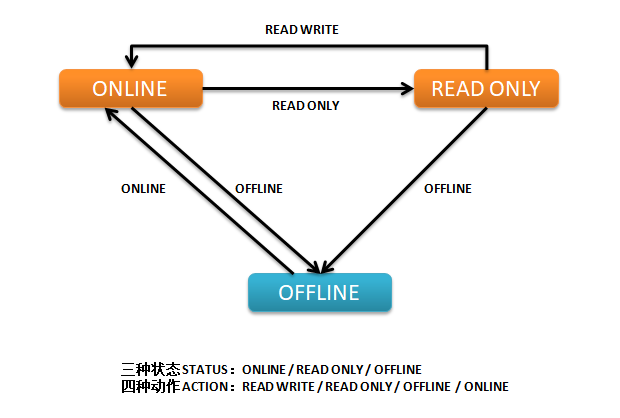 READ WRITE
ONLINE
READ ONLY
READ ONLY
ONLINE
OFFLINE
OFFLINE
OFFLINE
三种状态STATUS：ONLINE / READ ONLY / OFFLINE
四种动作ACTION：READ WRITE / READ ONLY / OFFLINE / ONLINE